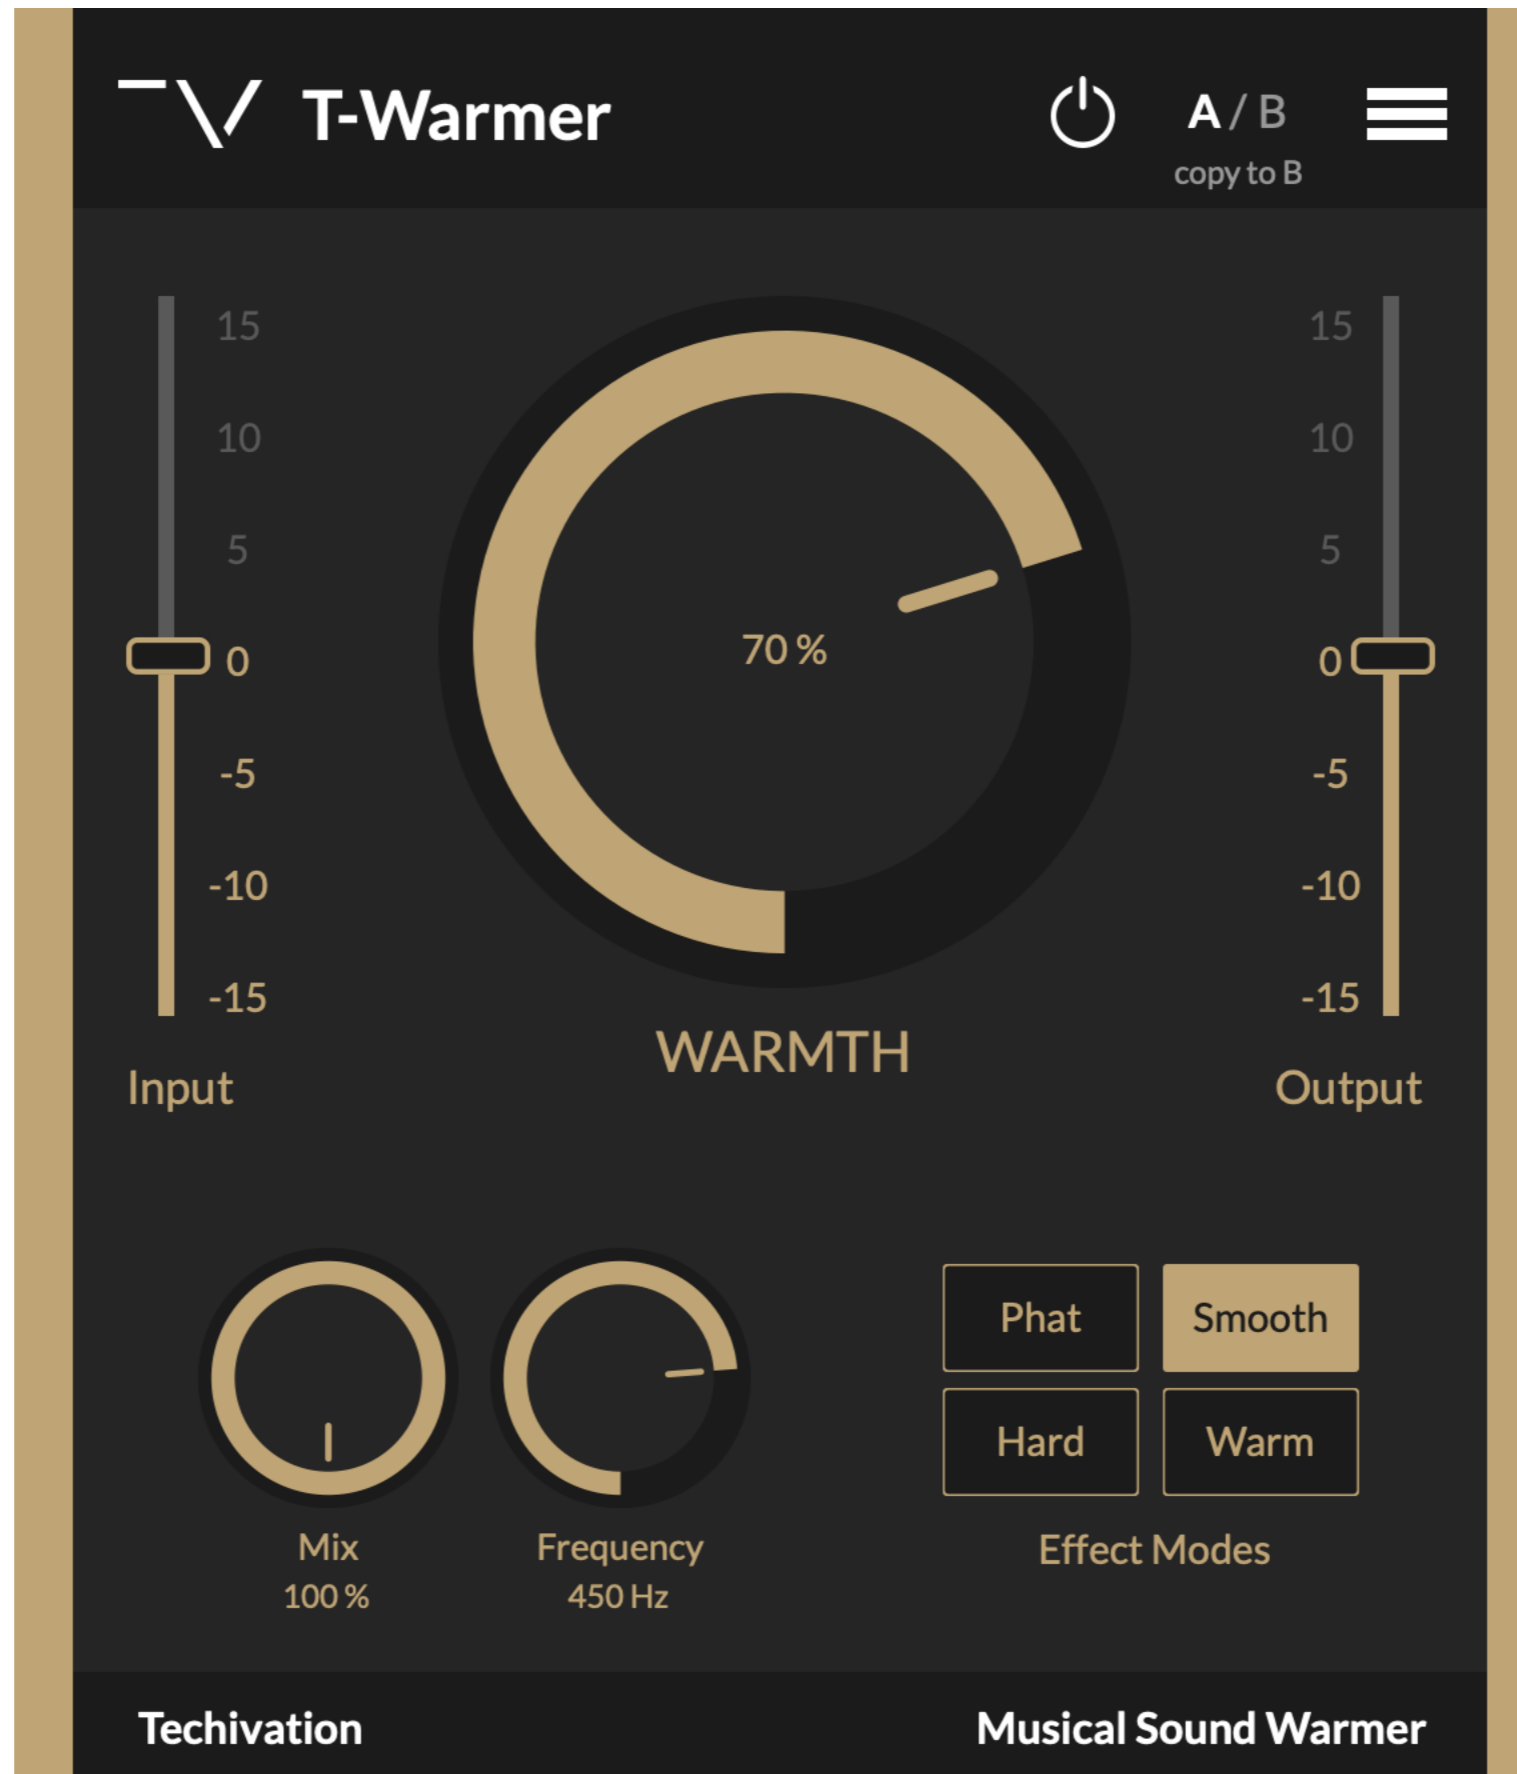 T-Warmer
A / B
copy to B
15
10
5
0
-5
-10
-15
Input
70 %
WARMTH
15
10
5
0
-5
-10
-15
Output
Mix
100 %
Frequency
450 Hz
Phat
Smooth
Hard
Warm
Effect Modes
Techivation
Musical Sound Warmer